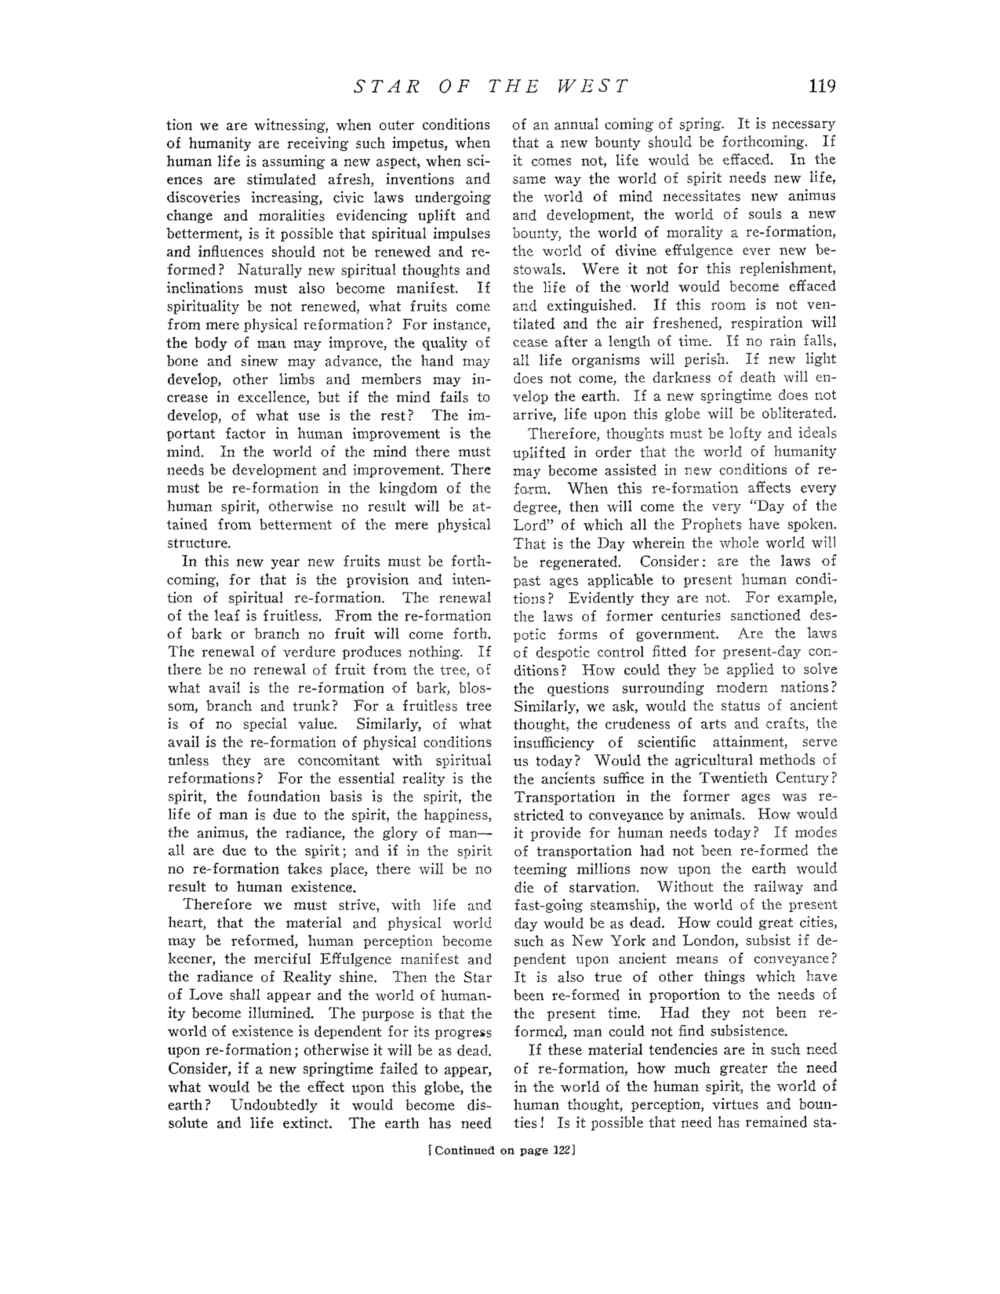 STAR OF THE WEST 119
tion we are witnessing, when outer conditions
of humanity are receiving such impetus, when
human life is assuming a new aspect, when sci-
ences are stimulated afresh, inventions and
discoveries increasing, civic laws undergoing
change and moralities evidencing uplift and
betterment, is it possible that spiritual impulses
and influences should not be renewed and re-
formed? Naturally new spiritual thoughts and
inclinations must also become manifest. If
spirituality be not renewed, what fruits come
from mere physical reformation? For instance,
the body of man may improve, the quality of
bone and sinew may advance, the hand may
develop, other limbs and members may in-
crease in excellence, but if the mind fails to
develop, of what use is the rest? The im-
portant factor in human improvement is the
mind. In the world of the mind there must
needs be development and improvement. There
must be re-formation in the kingdom of the
human spirit, otherwise no result will be at-
tained from betterment of the mere physical
structure.
In this new year new fruits must be forth-
coming, for that is the provision and inten-
tion of spiritual re-formation. The renewal
of the leaf is fruitless. From the re-formation
of bark or branch no fruit will come forth.
The renewal of verdure produces nothing. If
there be no renewal of fruit from the tree, of
what avail is the re-formation of bark, blos-
som, branch and trunk? For a fruitless tree
is of no special value. Similarly, of what
avail is the re-formation of physical conditions
unless they are concomitant with spiritual
reformations? For the essential reality is the
spirit, the foundation basis is the spirit, the
life of man is due to the spirit, the happiness,
the animus, the radiance, the glory of man—
all are due to the spirit; and if in the spirit
no re-formation takes place, there will be no
result to human existence.
Therefore we must strive, with life and
heart, that the material and physical world
may be reformed, human perception become
keener, the merciful Effulgence manifest and
the radiance of Reality shine. Then the Star
of Love shall appear and the world of human-
ity become illumined. The purpose is that the
world of existence is dependent for its progress
upon re-formation; otherwise it will be as dead.
Consider, if a new springtime failed to appear,
what would be the effect upon this globe, the
earth? Undoubtedly it would become dis-
solute and life extinct. The earth has need
of an annual coming of spring. It is necessary
that a new bounty should be forthcoming. If
it comes not, life would be effaced. In the
same way the world of spirit needs new life,
the world of mind necessitates new animus
and development, the world of souls a new
bounty, the world of morality a re-formation,
the world of divine effulgence ever new be-
stowals. Were it not for this replenishment,
the life of the world would become effaced
and extinguished. If this room is not ven-
tilated and the air freshened, respiration will
cease after a length of time. If no rain falls,
all life organisms will perish. If new light
does not come, the darkness of death will en-
velop the earth. If a new springtime does not
arrive, life upon this globe will be obliterated.
Therefore, thoughts must be lofty and ideals
uplifted in order that the world of humanity
may become assisted in new conditions of re-
form. When this re-formation affects every
degree, then will come the very "Day of the
Lord" of which all the Prophets have spoken.
That is the Day wherein the whole world will
be regenerated. Consider: are the laws of
past ages applicable to present human condi-
tions? Evidently they are not. For example,
the laws of former centuries sanctioned des-
potic forms of government. Are the laws
of despotic control fitted for present-day con-
ditions? How could they be applied to solve
the questions surrounding modern nations?
Similarly, we ask, would the status of ancient
thought, the crudeness of arts and crafts, the
insufficiency of scientific attainment, serve
us today? Would the agricultural methods of
the ancients suffice in the Twentieth Century?
Transportation in the former ages was re-
stricted to conveyance by animals. How would
it provide for human needs today? If modes
of transportation had not been re-formed the
teeming millions now upon the earth would
die of starvation. Without the railway and
fast-going steamship, the world of the present
day would be as dead. How could great cities,
such as New York and London, subsist if de-
pendent upon ancient means of conveyance?
It is also true of other things which have
been re-formed in proportion to the needs of
the present time. Had they not been re-
formed, man could not find subsistence.
If these material tendencies are in such need
of re-formation, how much greater the need
in the world of the human spirit, the world of
human thought, perception, virtues and boun-
ties! Is it possible that need has remained sta-
[Continued on page 122]